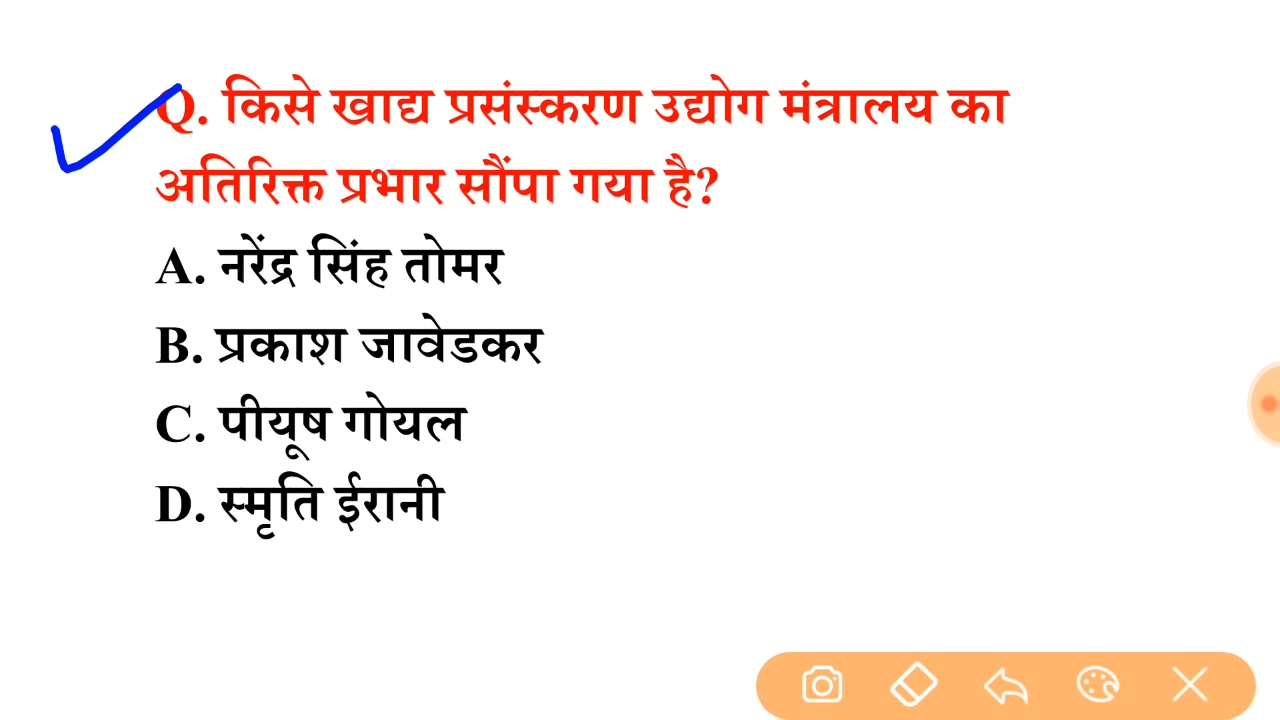 Q. किसे खाद्य प्रसंस्करण उद्योग मंत्रालय का
अतिरिक्त प्रभार सौंपा गया है?
A. नरेंद्र सिंह तोमर
B. प्रकाश जावेडकर
C. पीयूष गोयल
D. स्मृति ईरानी